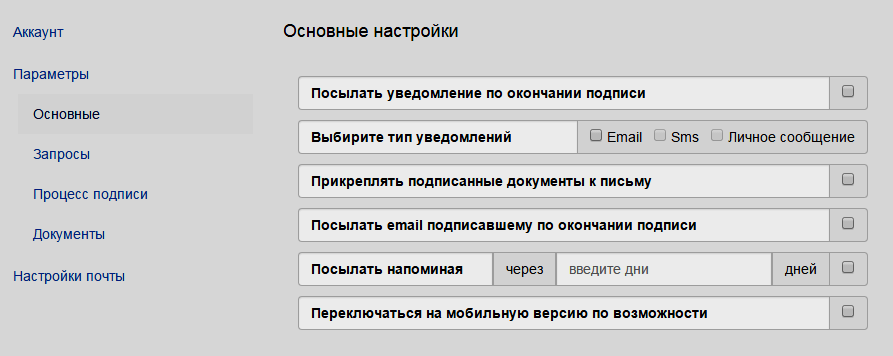 Аккаунт
Параметры
Основные
Запросы
Процесс подписи
Документы
Настройки почты
Основные настройки
Посылать уведомление по окончании подписи
Выбирите тип уведомлений Email Sms Личное сообщение
Прикреплять подписанные документы к письму
Посылать email подписавшему по окончании подписи
Посылать напоминая через введите дни дней
Переключаться на мобильную версию по возможности